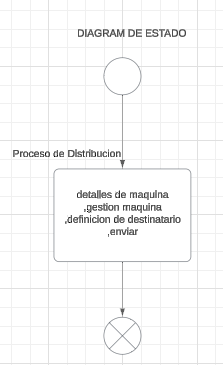 DIAGRAM DE ESTADO
Proceso de Distribucion
detalles de maquina
,gestion maquina
,definicion de destinatario
,enviar